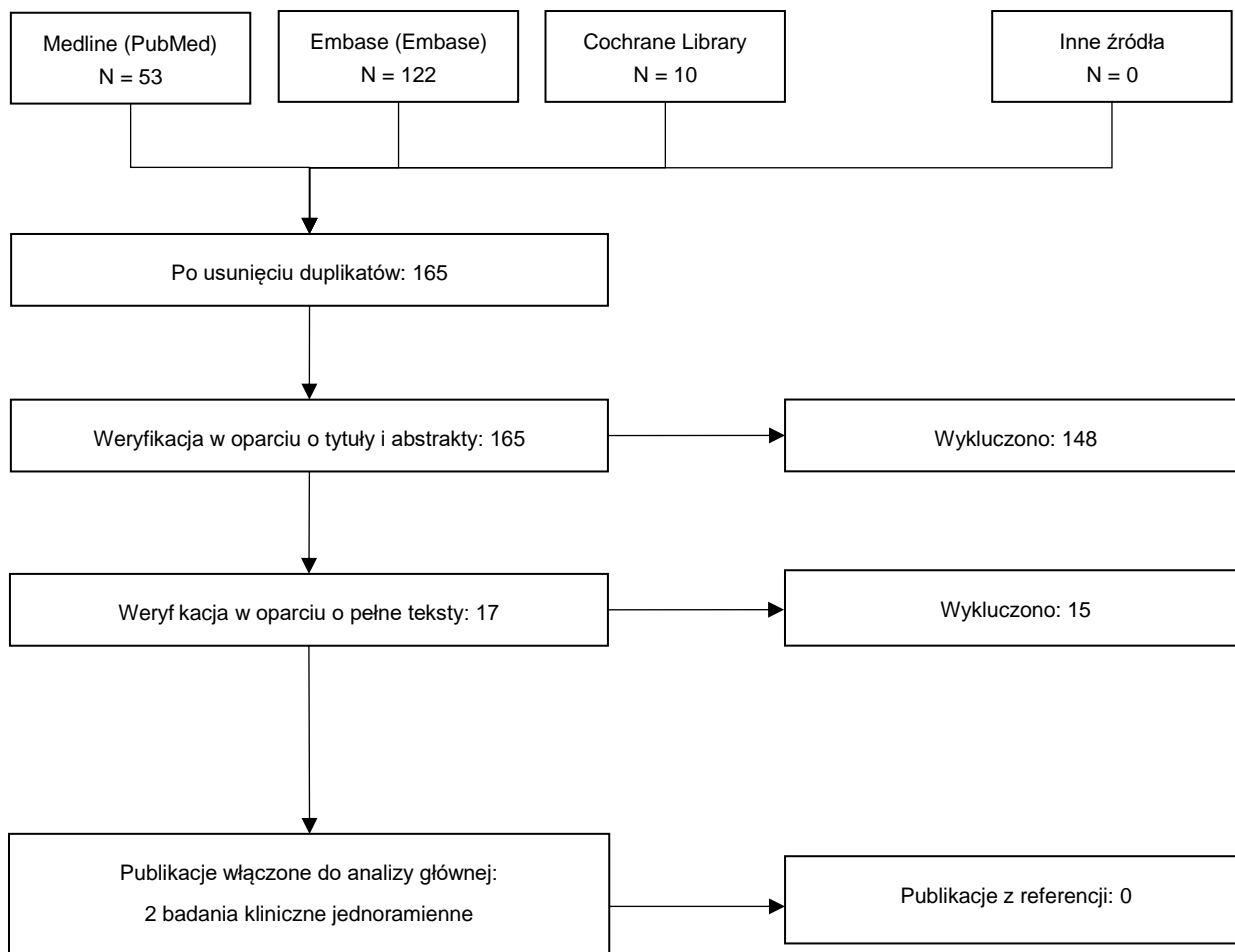 Medline (PubMed)
N = 53
Embase (Embase)
N = 122
Cochrane Library
N = 10
Inne źródła
N = 0
Po usunięciu duplikatów: 165
Weryfikacja w oparciu o tytuły i abstrakty: 165
Wykluczono: 148
Weryf kacja w oparciu o pełne teksty: 17
Wykluczono: 15
Publikacje włączone do analizy głównej:
2 badania kliniczne jednoramienne
Publikacje z referencji: 0